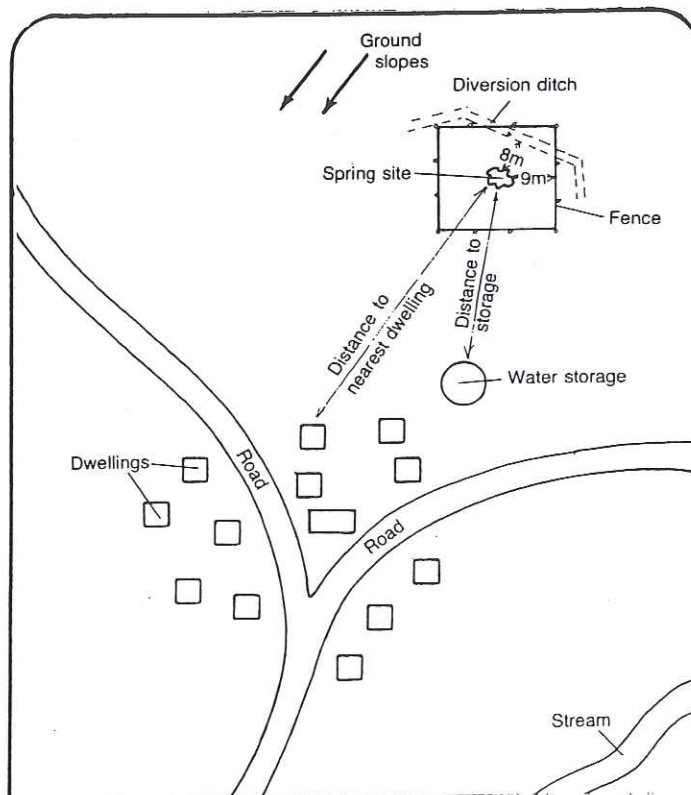 Ground
slopes
Diversion ditch
8m
Spring site
9m
Fence
Distance to
nearest dwelling
Distance to
storage
Water storage
Dwellings
Road
Road
Stream